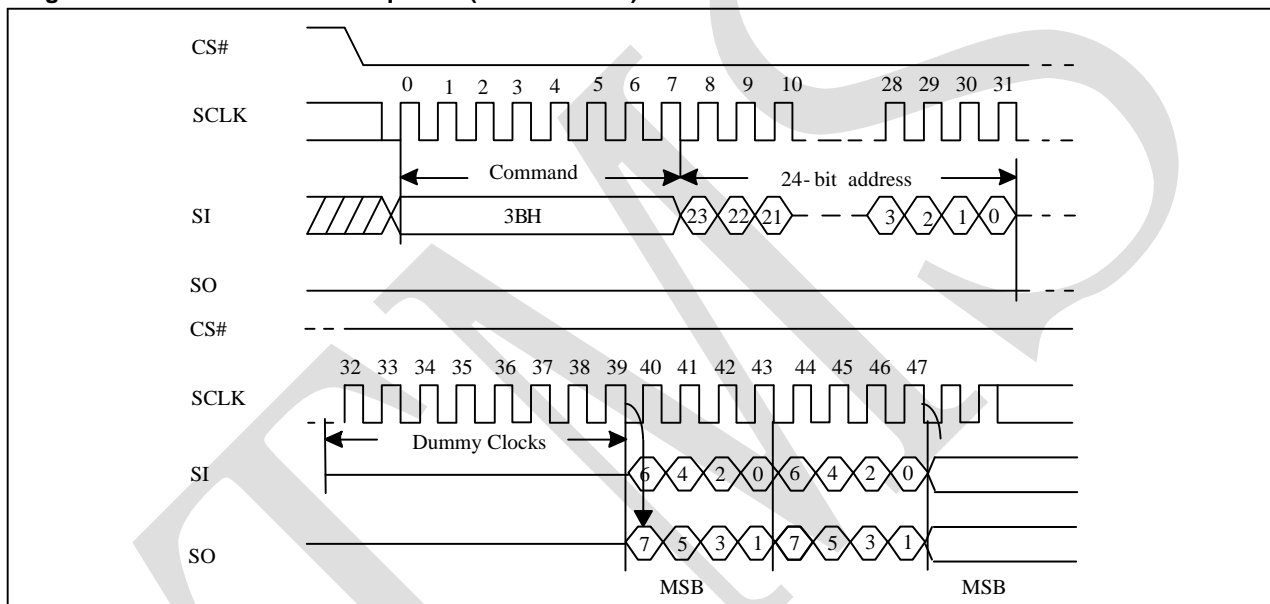 CS#
0 1 2 3 4 5 6 7 8 9 10 28 29 30 31
SCLK
Command 24-bit address
SI 3BH 23 22 21 3 2 1 0
SO
CS#
32 33 34 35 36 37 38 39 40 41 42 43 44 45 46 47
SCLK
Dummy Clocks
SI 6 4 2 0 6 4 2 0
SO 7 5 3 1 7 5 3 1
MSB MSB